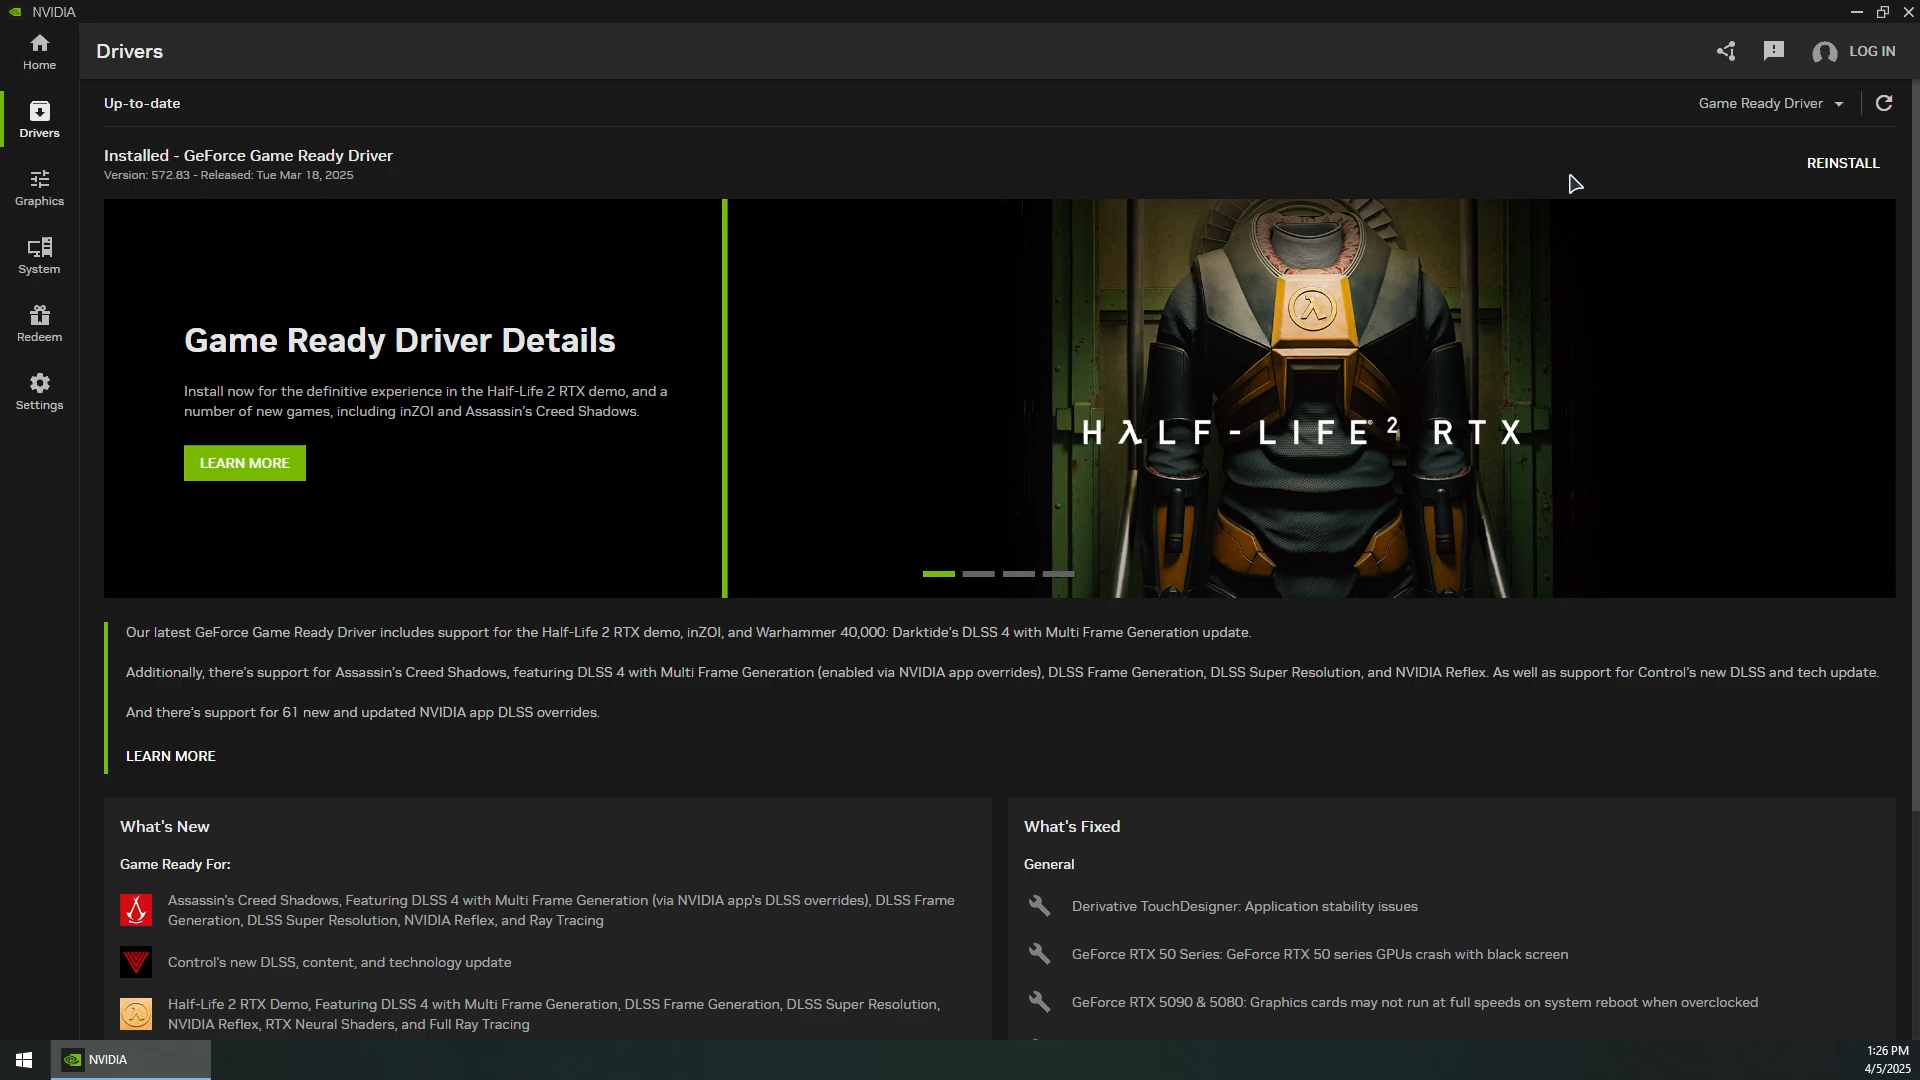 NVIDIA
Home
Drivers
Graphics
System
Redeem
Settings
Drivers
LOG IN
Up-to-date
Game Ready Driver
Installed - GeForce Game Ready Driver
Version: 572.83 - Released: Tue Mar 18, 2025
REINSTALL
Game Ready Driver Details
Install now for the definitive experience in the Half-Life 2 RTX demo, and a
number of new games, including inZOI and Assassin's Creed Shadows.
LEARN MORE
HλLF-LIFE® 2 RTX
Our latest GeForce Game Ready Driver includes support for the Half-Life 2 RTX demo, inZOI, and Warhammer 40,000: Darktide's DLSS 4 with Multi Frame Generation update.
Additionally, there's support for Assassin's Creed Shadows, featuring DLSS 4 with Multi Frame Generation (enabled via NVIDIA app overrides), DLSS Frame Generation, DLSS Super Resolution, and NVIDIA Reflex. As well as support for Control's new DLSS and tech update.
And there's support for 61 new and updated NVIDIA app DLSS overrides.
LEARN MORE
What's New
Game Ready For:
Assassin's Creed Shadows, Featuring DLSS 4 with Multi Frame Generation (via NVIDIA app's DLSS overrides), DLSS Frame
Generation, DLSS Super Resolution, NVIDIA Reflex, and Ray Tracing
Control's new DLSS, content, and technology update
Half-Life 2 RTX Demo, Featuring DLSS 4 with Multi Frame Generation, DLSS Frame Generation, DLSS Super Resolution,
NVIDIA Reflex, RTX Neural Shaders, and Full Ray Tracing
What's Fixed
General
Derivative TouchDesigner: Application stability issues
GeForce RTX 50 Series: GeForce RTX 50 series GPUs crash with black screen
GeForce RTX 5090 & 5080: Graphics cards may not run at full speeds on system reboot when overclocked
NVIDIA
1:26 PM
4/5/2025